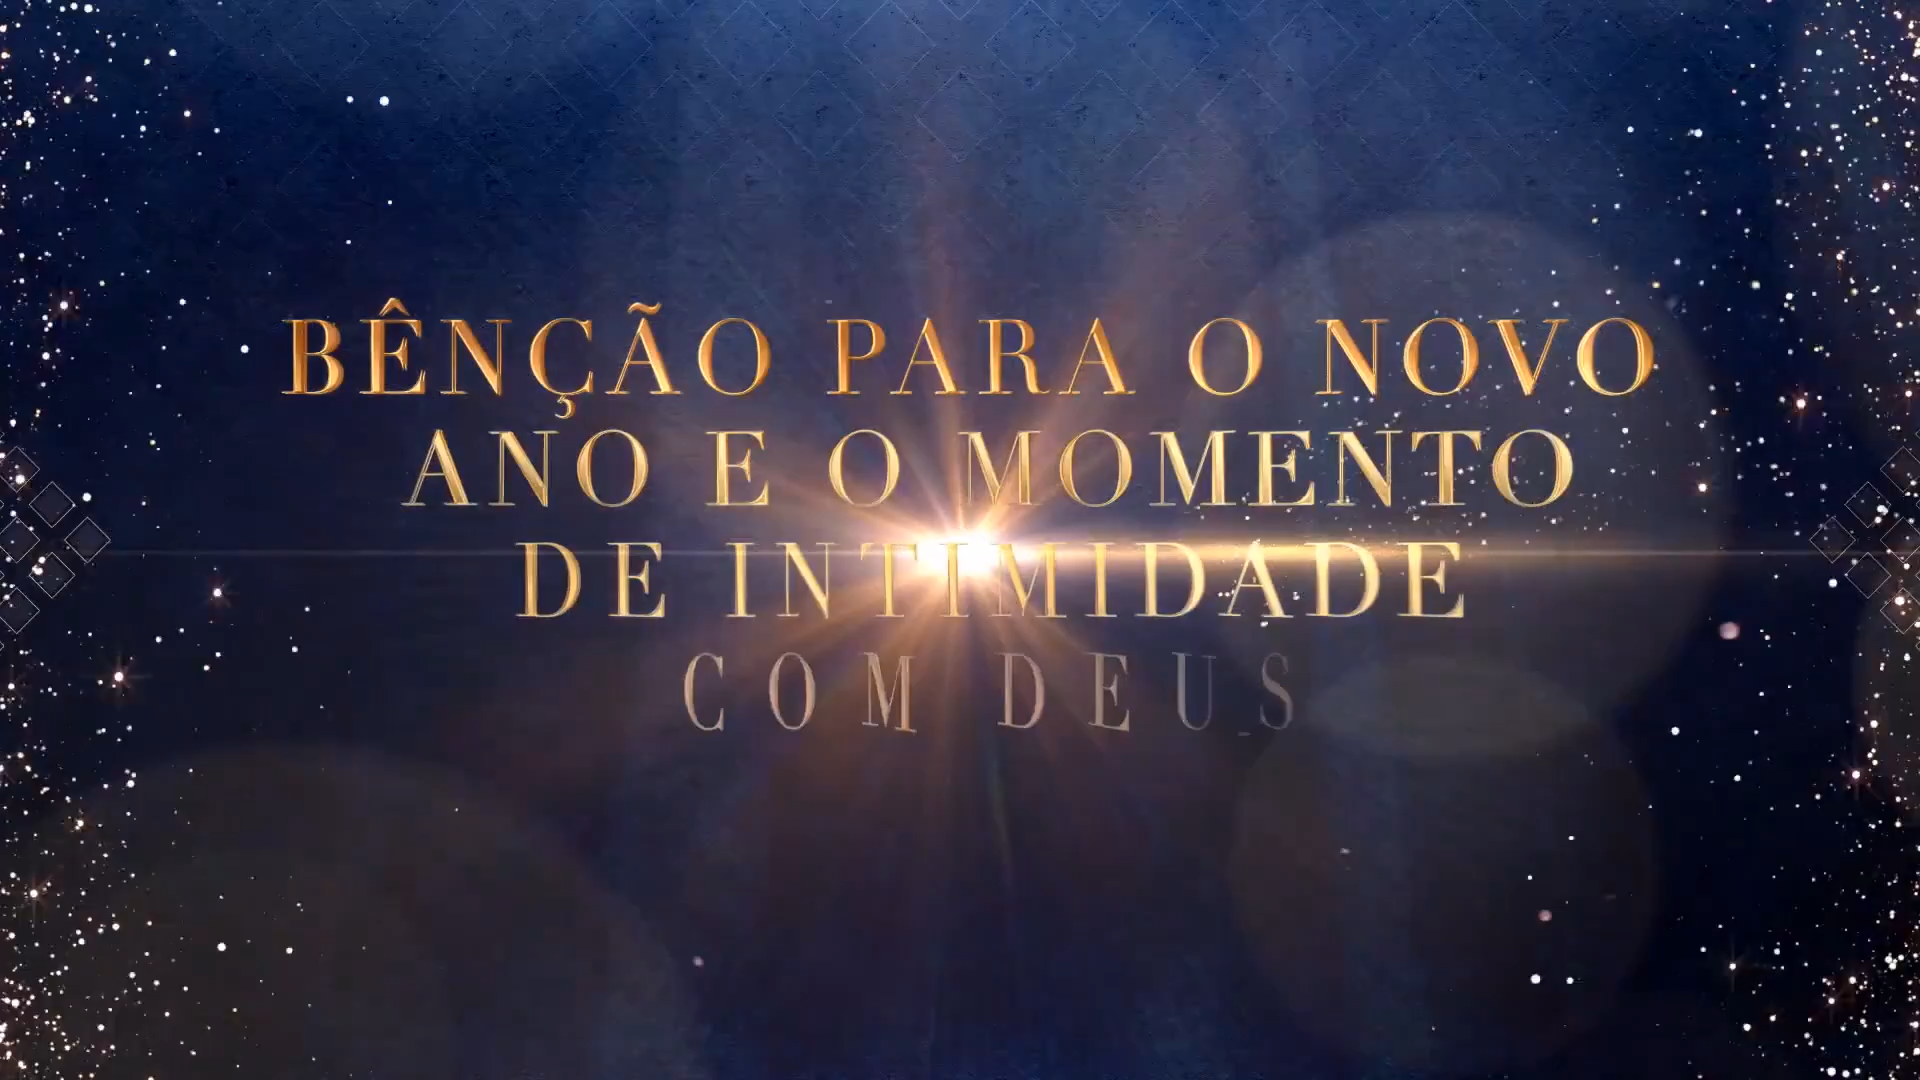 BÊNÇÃO PARA O NOVO
ANO E O MOMENTO
DE INTIMIDADE
COM DEUS